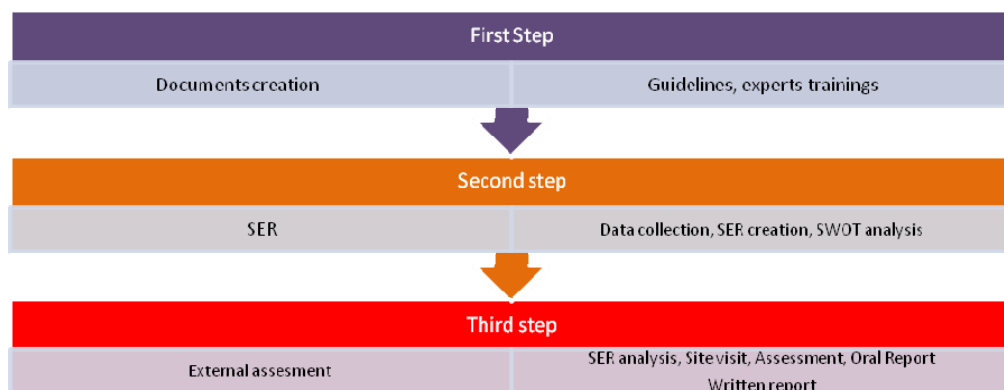 First Step
Documents creation
Guidelines, experts trainings
Second step
SER
Data collection, SER creation, SWOT analysis
Third step
External assesment
SER analysis, Site visit, Assessment, Oral Report
Written report